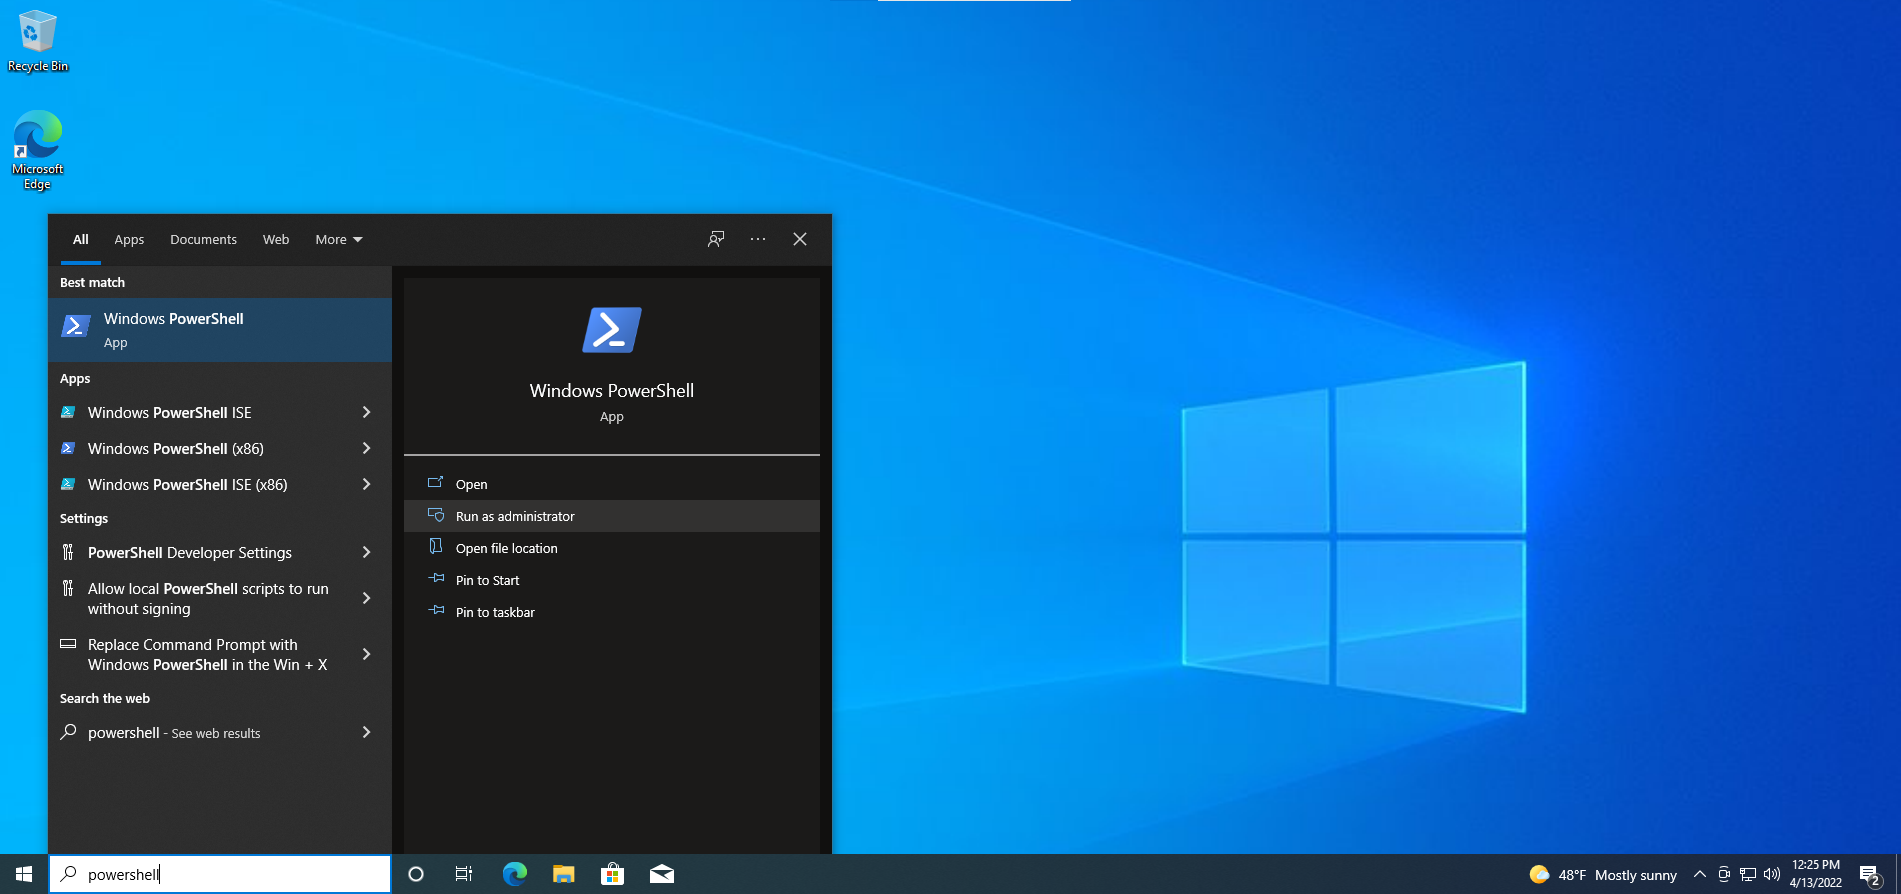 Recycle Bin
Microsoft
Edge
All
Apps
Documents
Web
More
Best match
Windows PowerShell
App
Apps
Windows PowerShell ISE
Windows PowerShell (x86)
Windows PowerShell ISE (x86)
Settings
PowerShell Developer Settings
Allow local PowerShell scripts to run
without signing
Replace Command Prompt with
Windows PowerShell in the Win + X
Search the web
powershell - See web results
Windows PowerShell
App
Open
Run as administrator
Open file location
Pin to Start
Pin to taskbar
powershell
48°F Mostly sunny
12:25 PM
4/13/2022
2